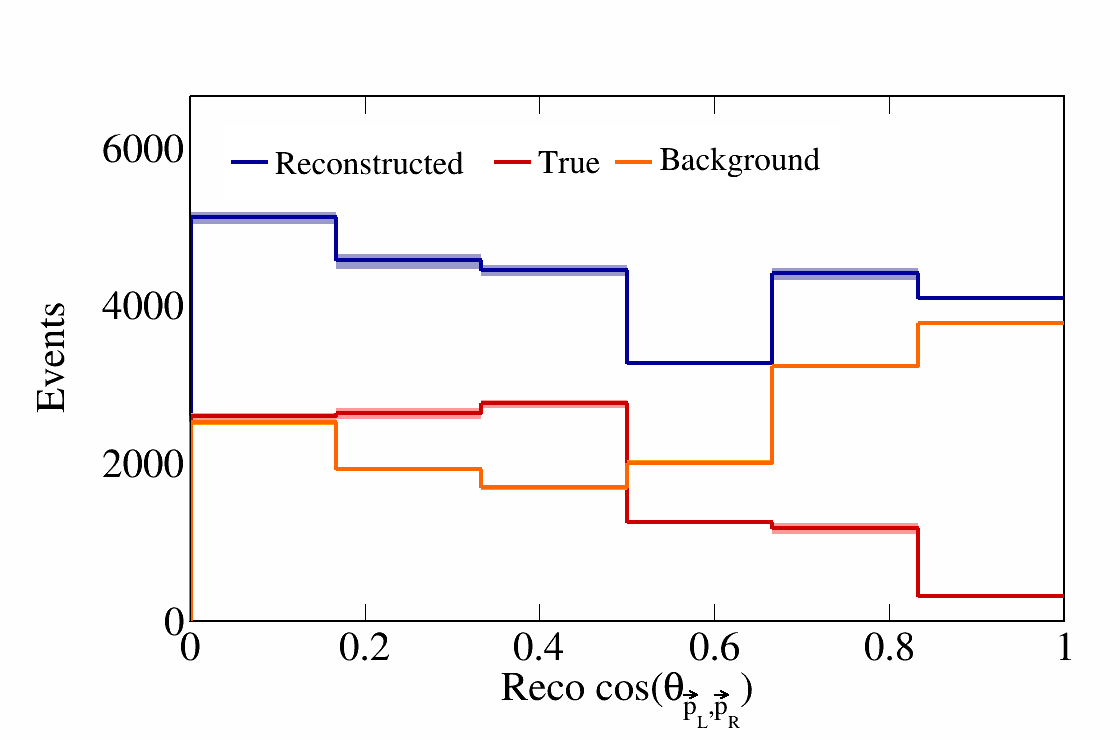 6000
Reconstructed True Background
4000
Events
2000
0
0 0.2 0.4 0.6 0.8 1
Reco cos(θ p⃗L,p⃗R)